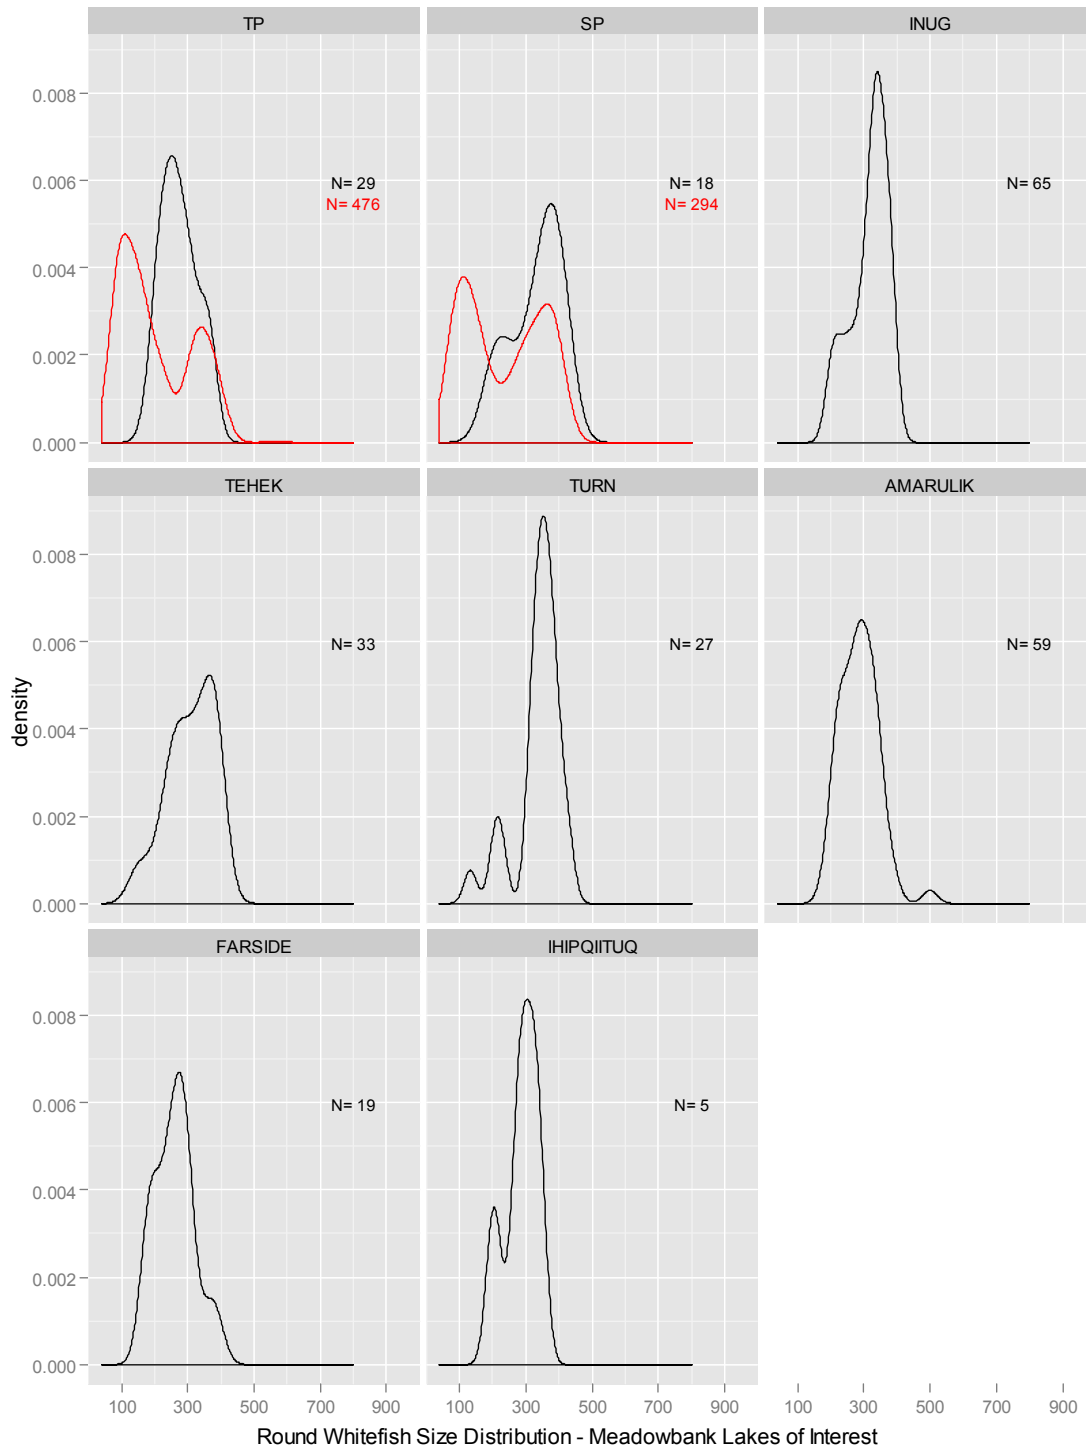 TP SP INUG
0.008
0.006
0.004
0.002
0.000
N= 29
N= 476
N= 18
N= 294
N= 65
TEHEK TURN AMARULIK
0.008
0.006
0.004
0.002
0.000
N= 33
N= 27
N= 59
density
FARSIDE IHIPQIITUQ
0.008
0.006
0.004
0.002
0.000
N= 19
N= 5
100 300 500 700 900 100 300 500 700 900 100 300 500 700 900
Round Whitefish Size Distribution - Meadowbank Lakes of Interest